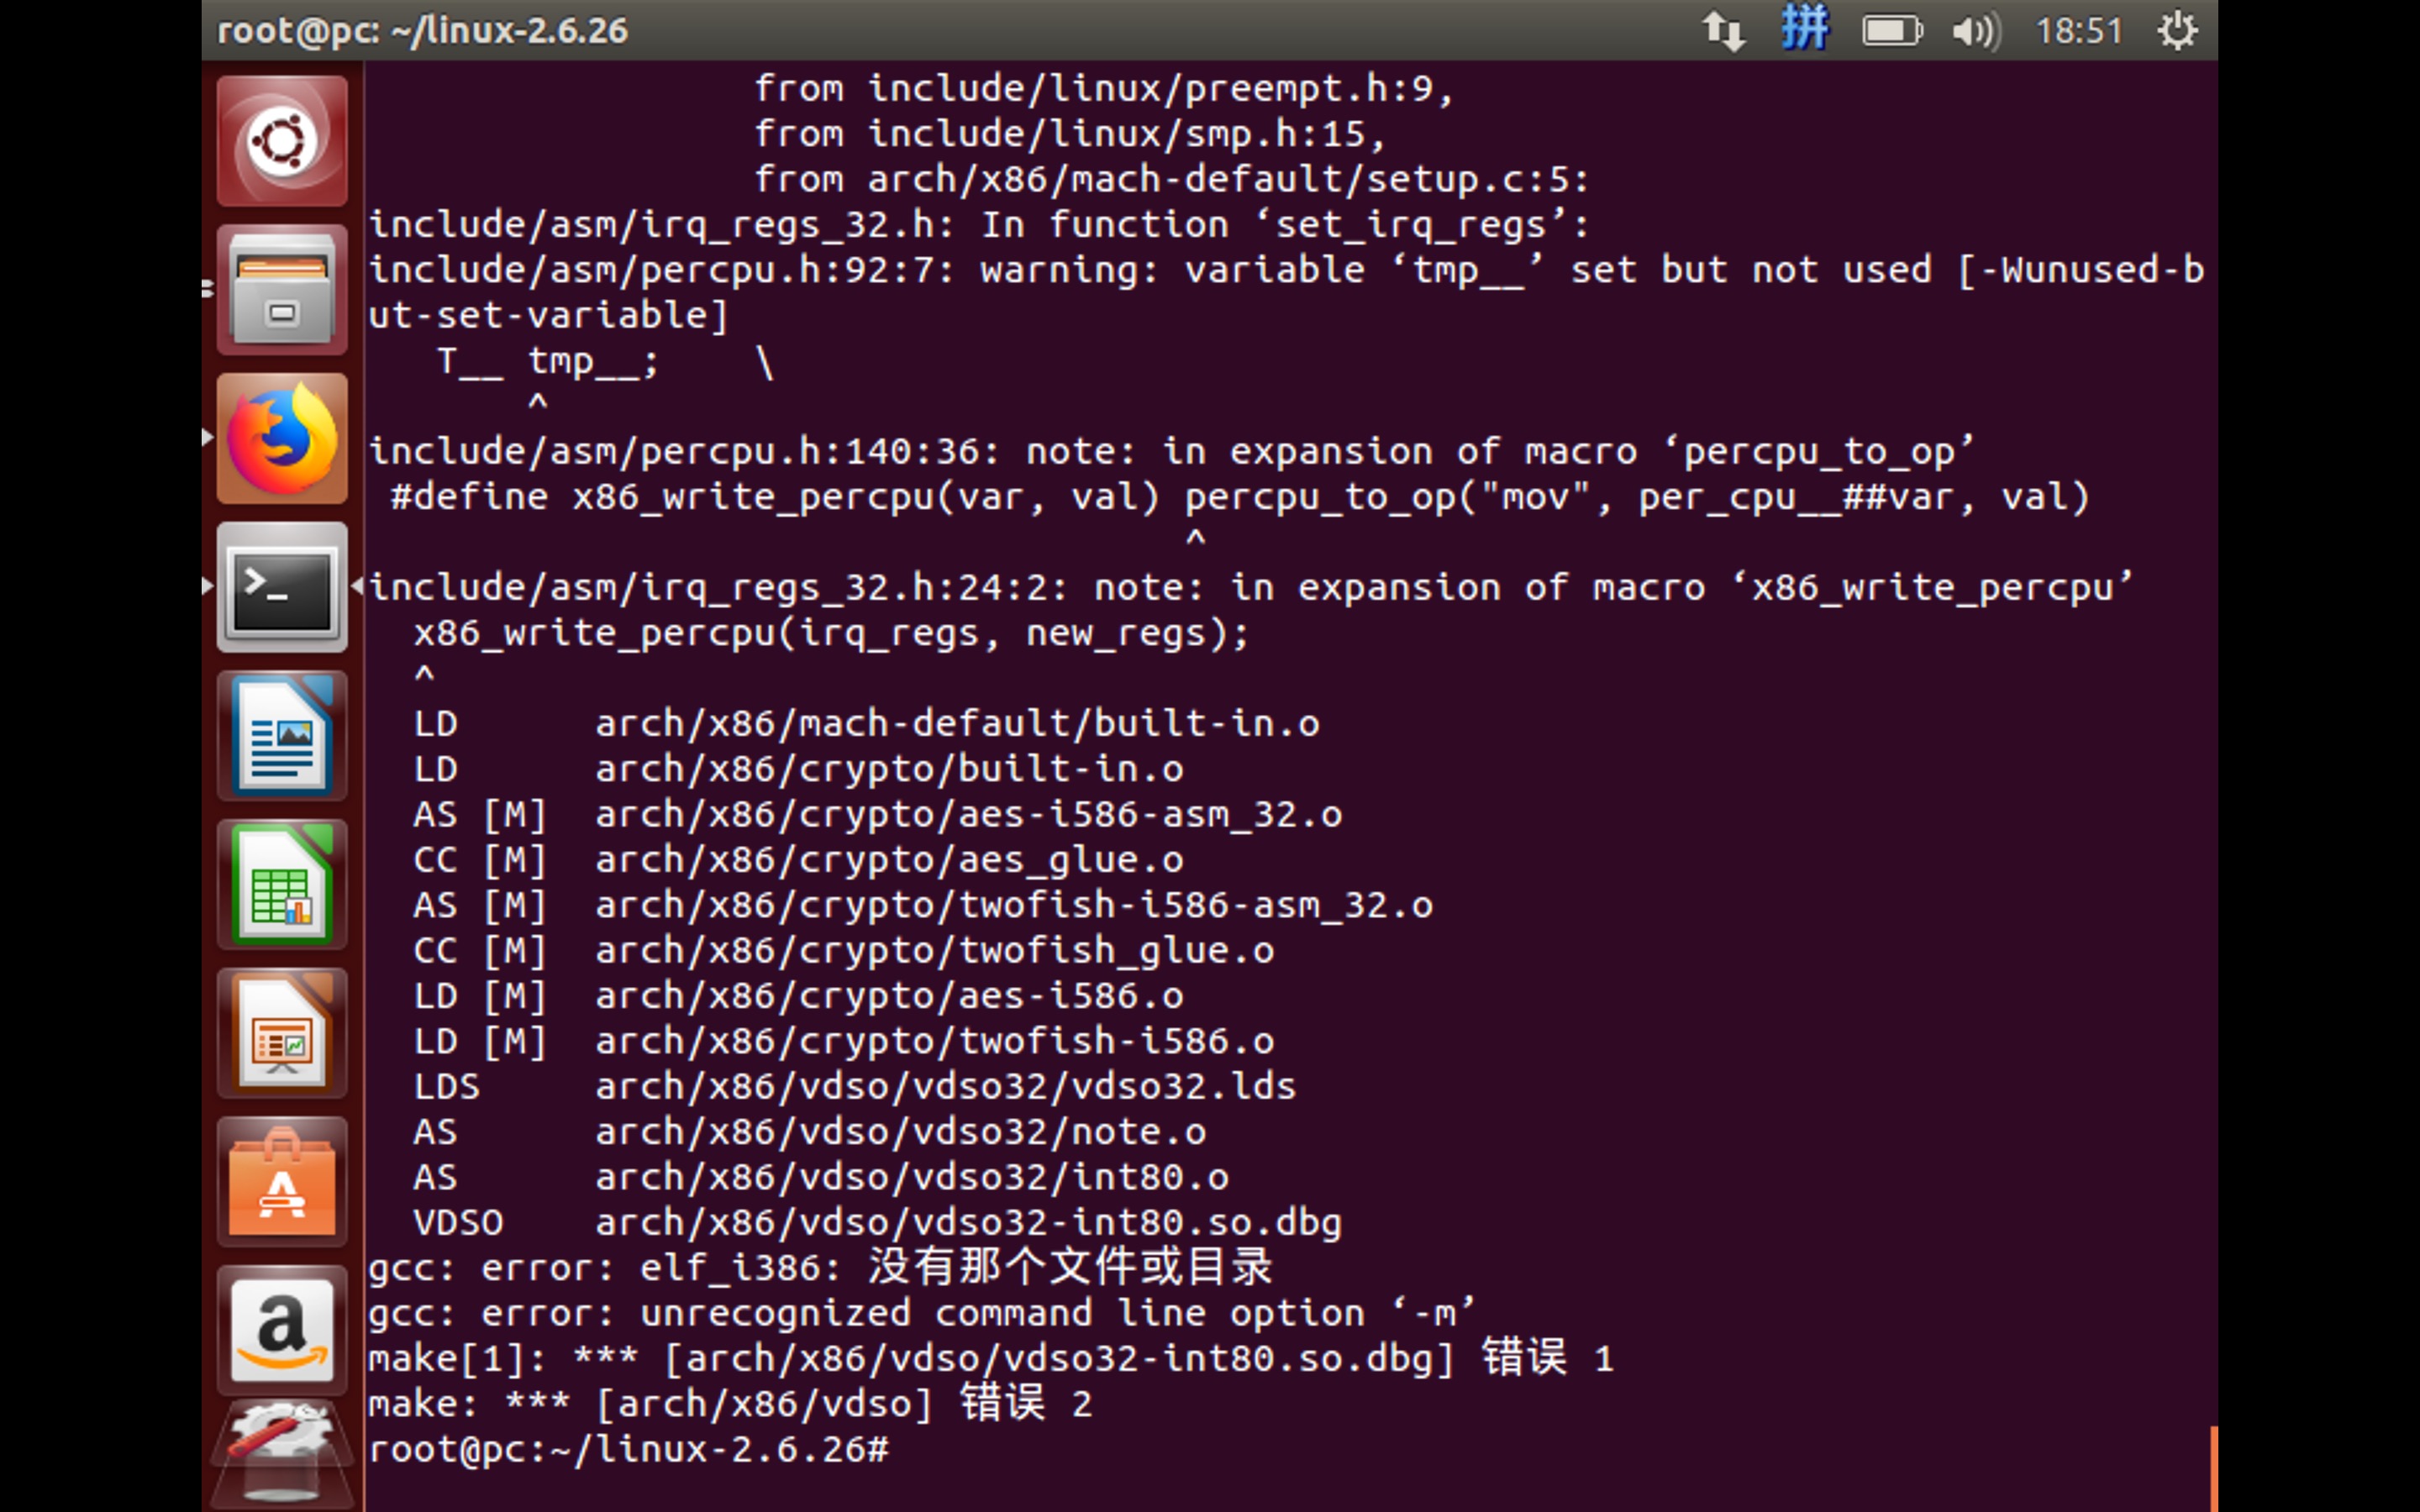 root@pc: ~/linux-2.6.26
拼
18:51
from include/linux/preempt.h:9,
from include/linux/smp.h:15,
from arch/x86/mach-default/setup.c:5:
include/asm/irq_regs_32.h: In function ‘set_irq_regs’:
include/asm/percpu.h:92:7: warning: variable ‘tmp__’ set but not used [-Wunused-b
ut-set-variable]
T__ tmp__; \
^
include/asm/percpu.h:140:36: note: in expansion of macro ‘percpu_to_op’
#define x86_write_percpu(var, val) percpu_to_op("mov", per_cpu__##var, val)
^
include/asm/irq_regs_32.h:24:2: note: in expansion of macro ‘x86_write_percpu’
x86_write_percpu(irq_regs, new_regs);
^
LD arch/x86/mach-default/built-in.o
LD arch/x86/crypto/built-in.o
AS [M] arch/x86/crypto/aes-i586-asm_32.o
CC [M] arch/x86/crypto/aes_glue.o
AS [M] arch/x86/crypto/twofish-i586-asm_32.o
CC [M] arch/x86/crypto/twofish_glue.o
LD [M] arch/x86/crypto/aes-i586.o
LD [M] arch/x86/crypto/twofish-i586.o
LDS arch/x86/vdso/vdso32/vdso32.lds
AS arch/x86/vdso/vdso32/note.o
AS arch/x86/vdso/vdso32/int80.o
VDSO arch/x86/vdso/vdso32-int80.so.dbg
gcc: error: elf_i386: 没有那个文件或目录
gcc: error: unrecognized command line option ‘-m’
make[1]: *** [arch/x86/vdso/vdso32-int80.so.dbg] 错误 1
make: *** [arch/x86/vdso] 错误 2
root@pc:~/linux-2.6.26#